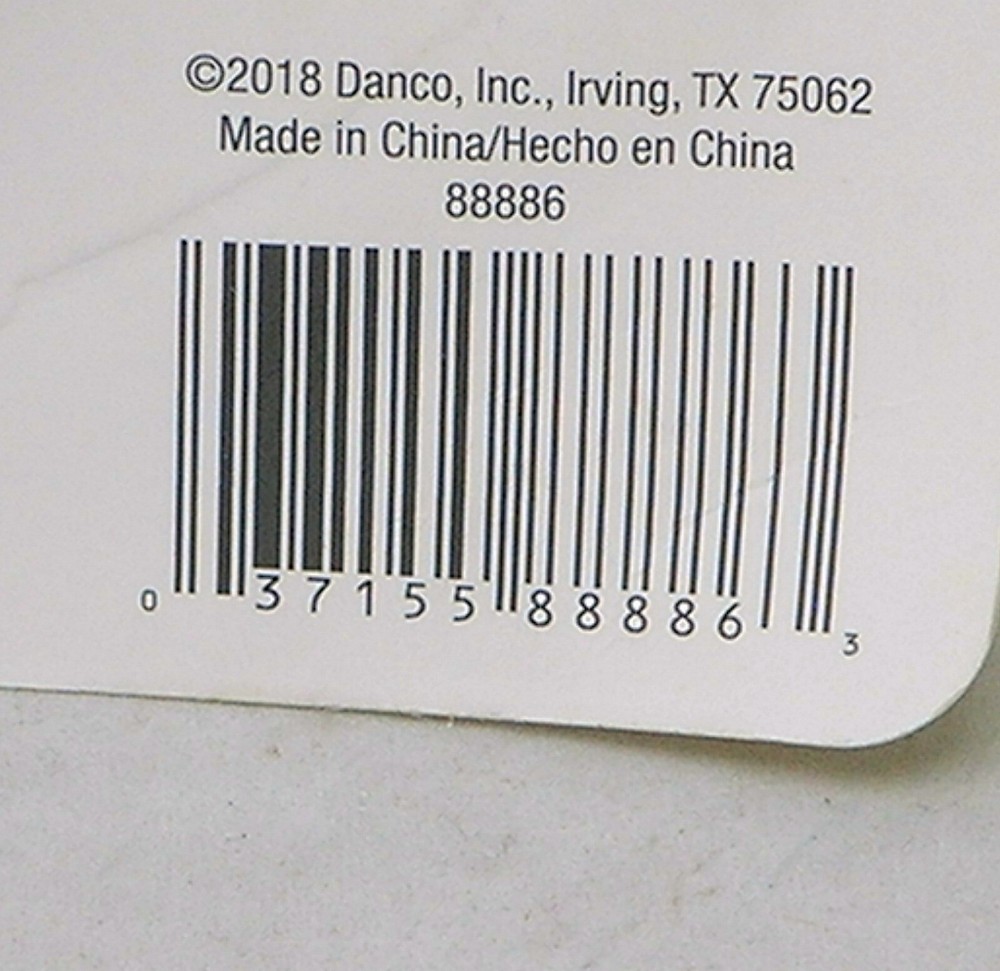 ©2018 Danco, Inc., Irving, TX 75062
Made in China/Hecho en China
88886
0 37155 88886 3